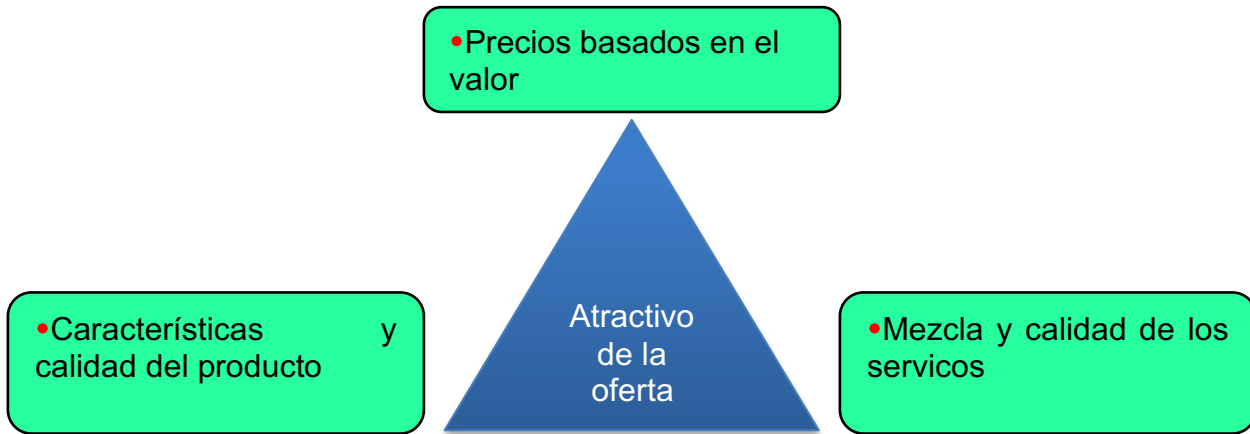 •Precios basados en el
valor
•Características y
calidad del producto
Atractivo
de la
oferta
•Mezcla y calidad de los
servicos